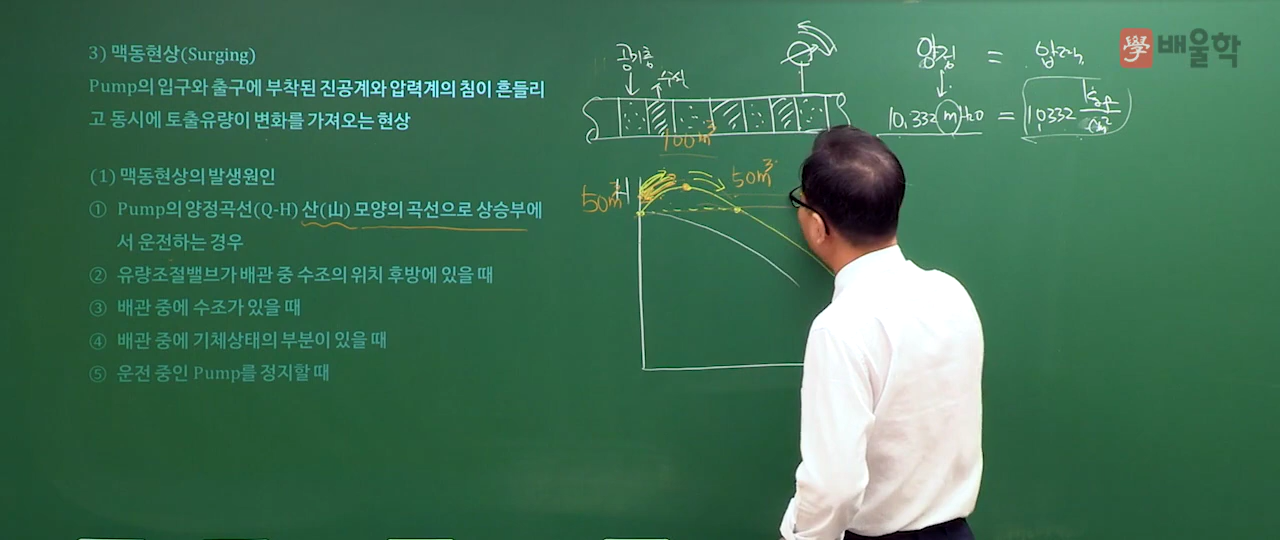 3) 맥동현상(Surging)
Pump의 입구와 출구에 부착된 진공계와 압력계의 침이 흔들리
고 동시에 토출유량이 변화를 가져오는 현상
(1) 맥동현상의 발생원인
① Pump의 양정곡선(Q-H) 산(山) 모양의 곡선으로 상승부에
서 운전하는 경우
② 유량조절밸브가 배관 중 수조의 위치 후방에 있을 때
③ 배관 중에 수조가 있을 때
④ 배관 중에 기체상태의 부분이 있을 때
⑤ 운전 중인 Pump를 정지할 때
공기층
100m³
50m³
H
50m³
양정 = 압력
10,332mH₂O = 10332 kgf/m²
學 배울학